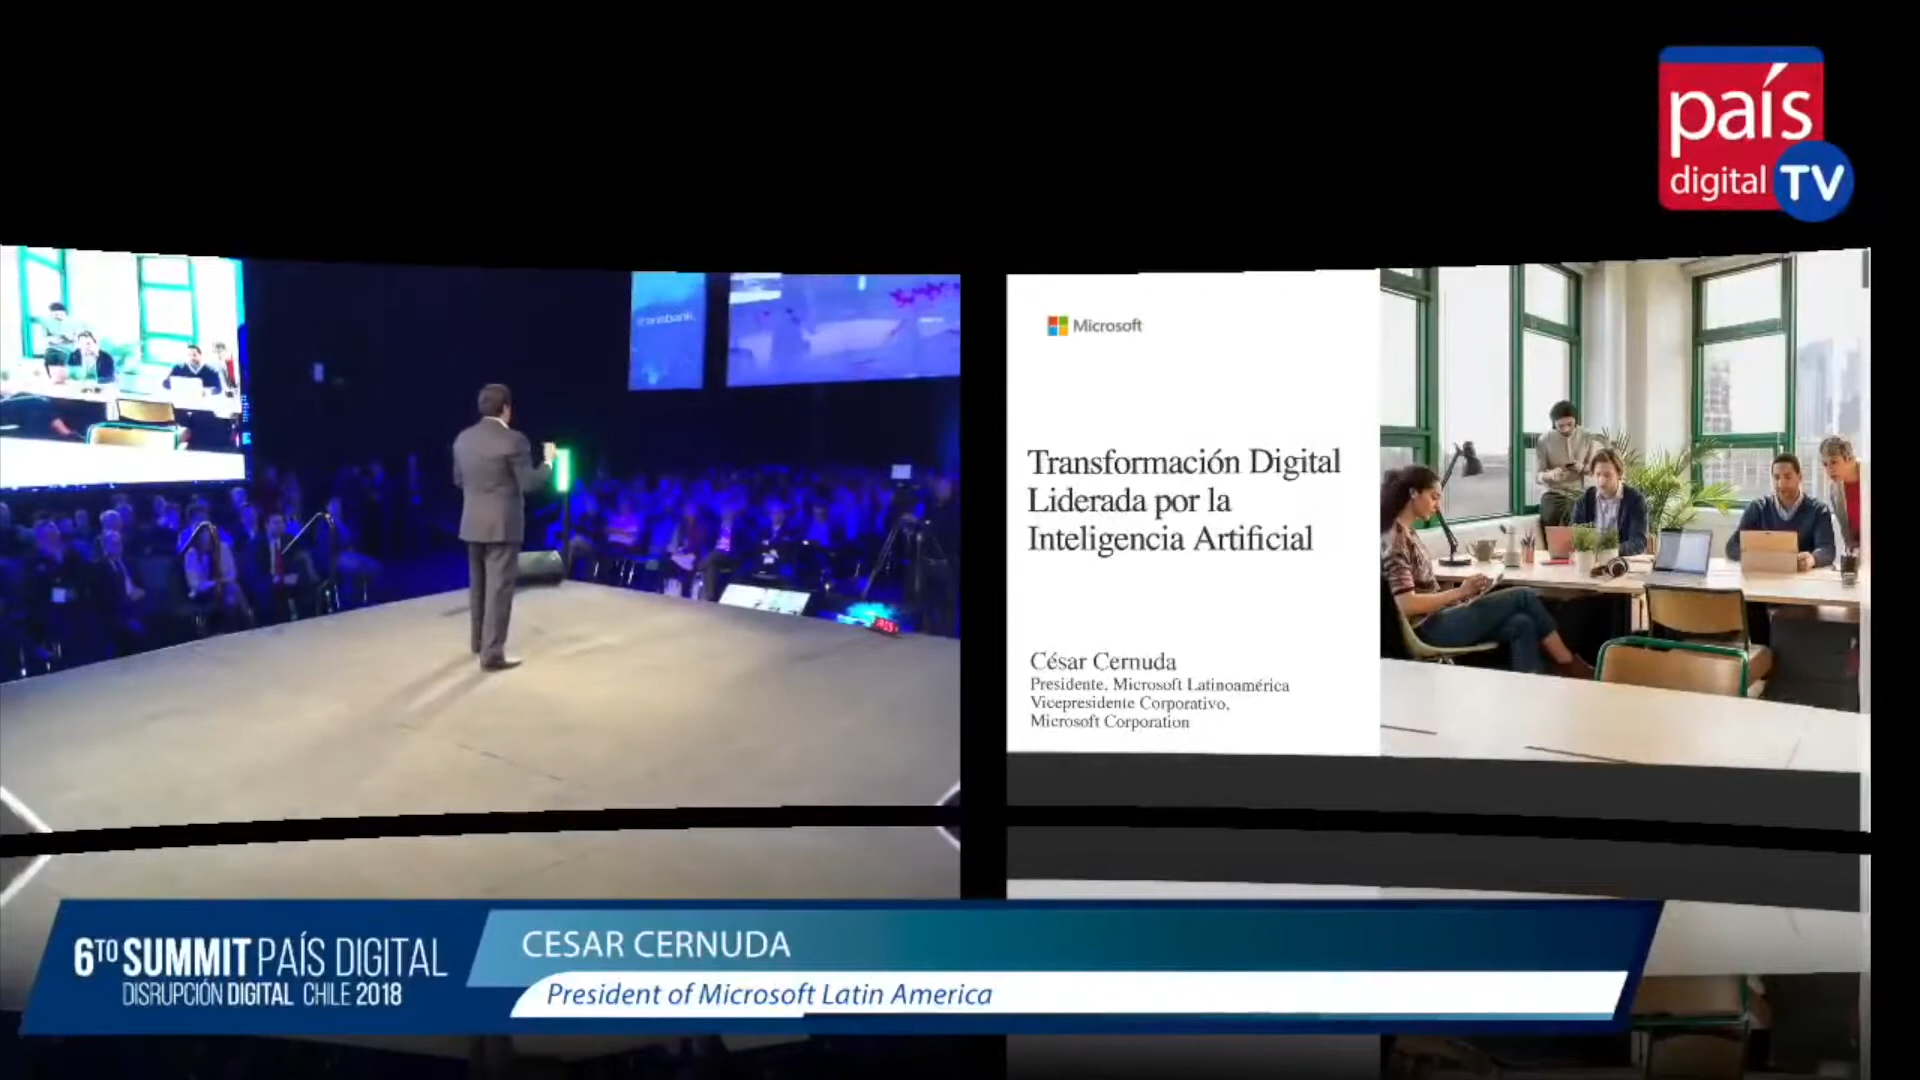 país
digital TV
transbank.
Microsoft
Transformación Digital
Liderada por la
Inteligencia Artificial
César Cernuda
Presidente, Microsoft Latinoamérica
Vicepresidente Corporativo,
Microsoft Corporation
6TO SUMMIT PAÍS DIGITAL
DISRUPCIÓN DIGITAL CHILE 2018
CESAR CERNUDA
President of Microsoft Latin America